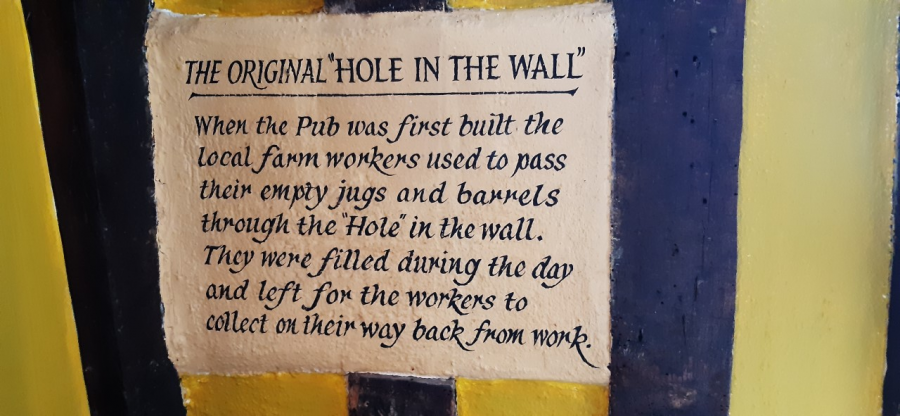 THE ORIGINAL "HOLE IN THE WALL"
When the Pub was first built the
local farm workers used to pass
their empty jugs and barrels
through the "Hole" in the wall.
They were filled during the day
and left for the workers to
collect on their way back from work.